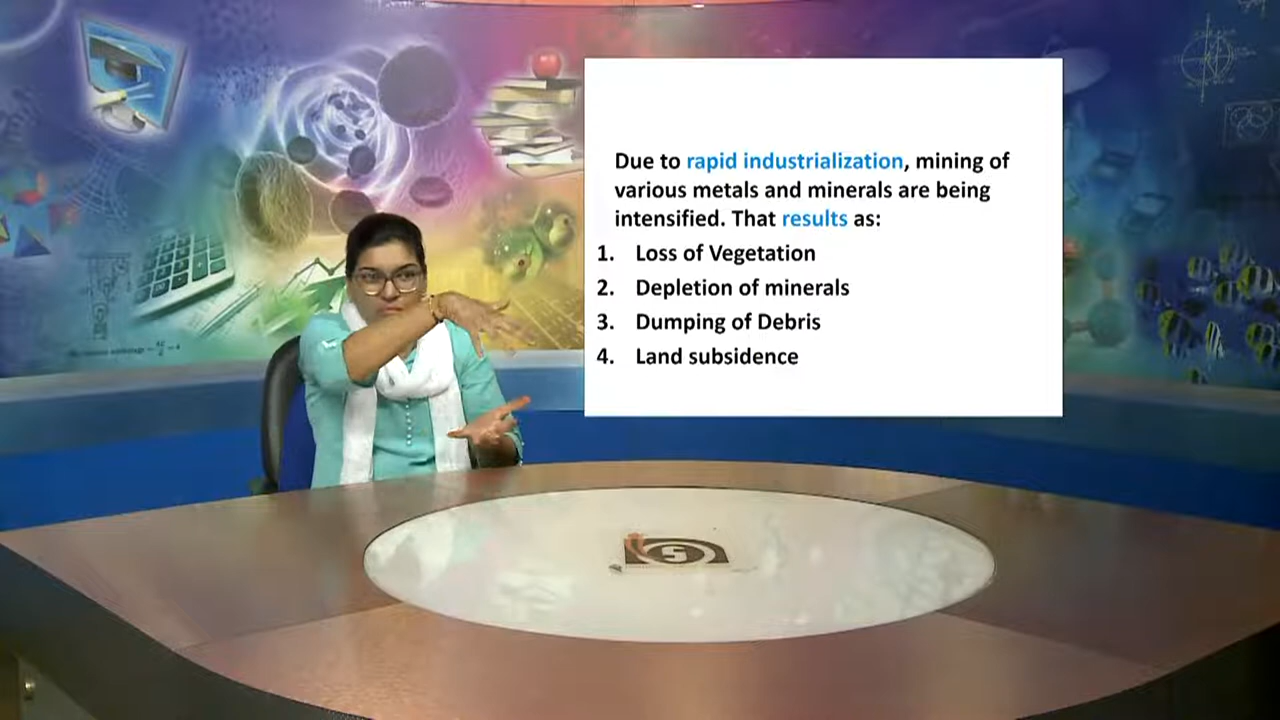 Due to rapid industrialization, mining of
various metals and minerals are being
intensified. That results as:
1. Loss of Vegetation
2. Depletion of minerals
3. Dumping of Debris
4. Land subsidence